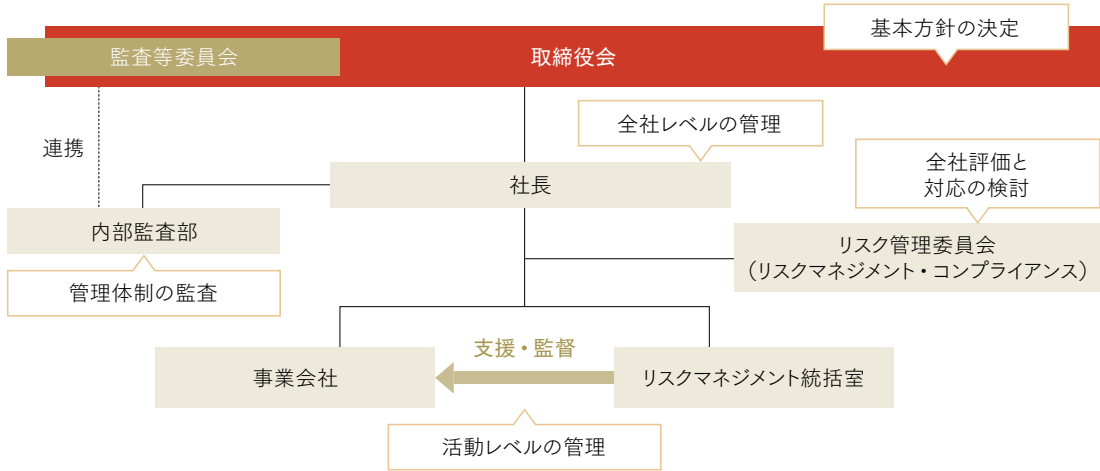 基本方針の決定
監査等委員会
取締役会
全社レベルの管理
連携
全社評価と
対応の検討
社長
内部監査部
リスク管理委員会
（リスクマネジメント・コンプライアンス）
管理体制の監査
支援・監督
事業会社
リスクマネジメント統括室
活動レベルの管理